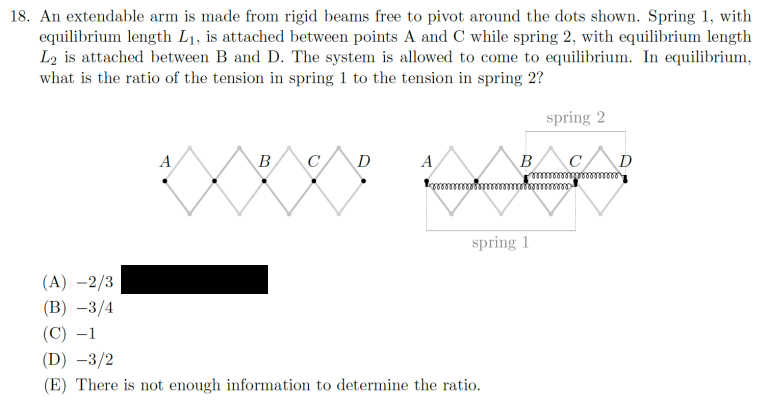 18. An extendable arm is made from rigid beams free to pivot around the dots shown. Spring 1, with
equilibrium length L₁, is attached between points A and C while spring 2, with equilibrium length
L₂ is attached between B and D. The system is allowed to come to equilibrium. In equilibrium,
what is the ratio of the tension in spring 1 to the tension in spring 2?
spring 2
A B C D A B C D
spring 1
(A) −2/3
(B) −3/4
(C) −1
(D) −3/2
(E) There is not enough information to determine the ratio.